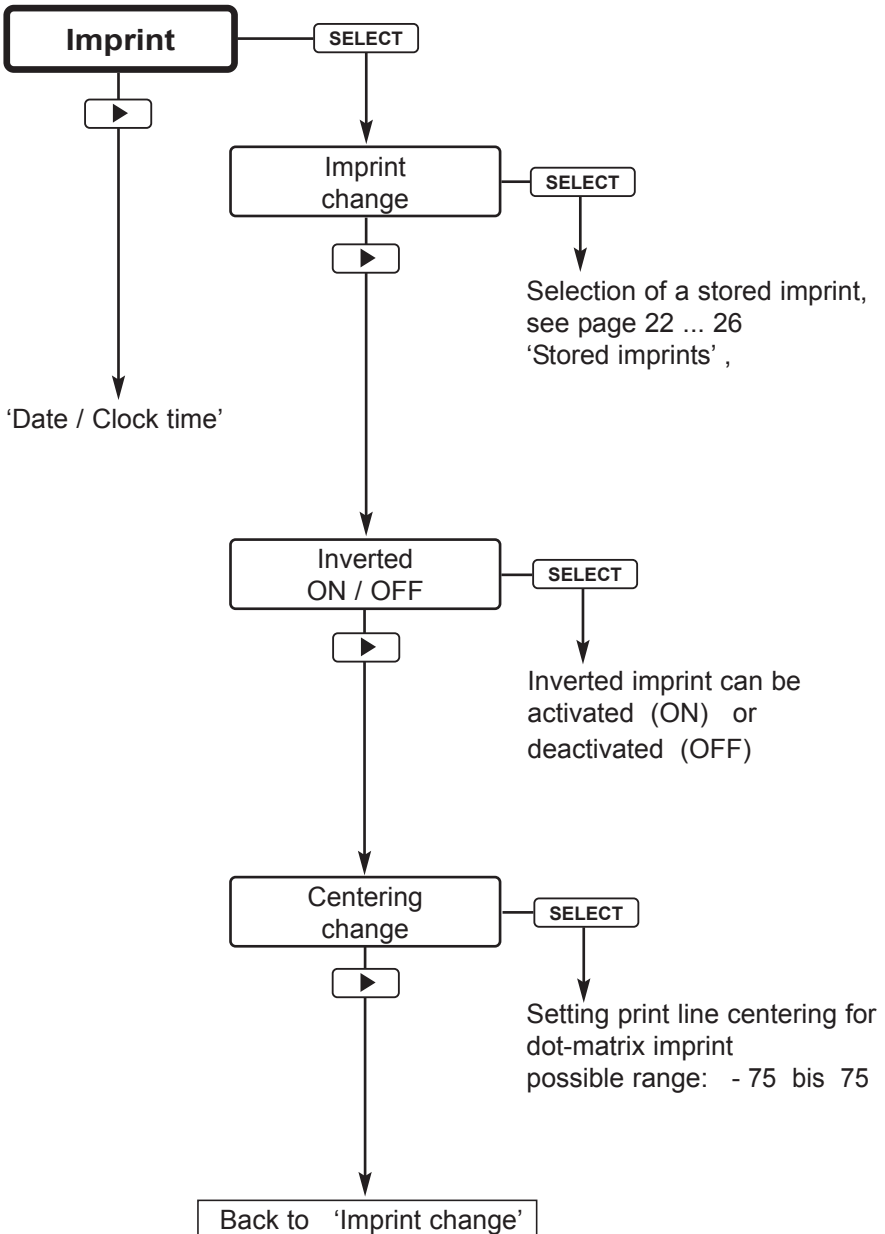 Imprint
SELECT
Imprint
change
SELECT
Selection of a stored imprint,
see page 22 ... 26
‘Stored imprints’ ,
‘Date / Clock time’
Inverted
ON / OFF
SELECT
Inverted imprint can be
activated (ON) or
deactivated (OFF)
Centering
change
SELECT
Setting print line centering for
dot-matrix imprint
possible range: - 75 bis 75
Back to ‘Imprint change’